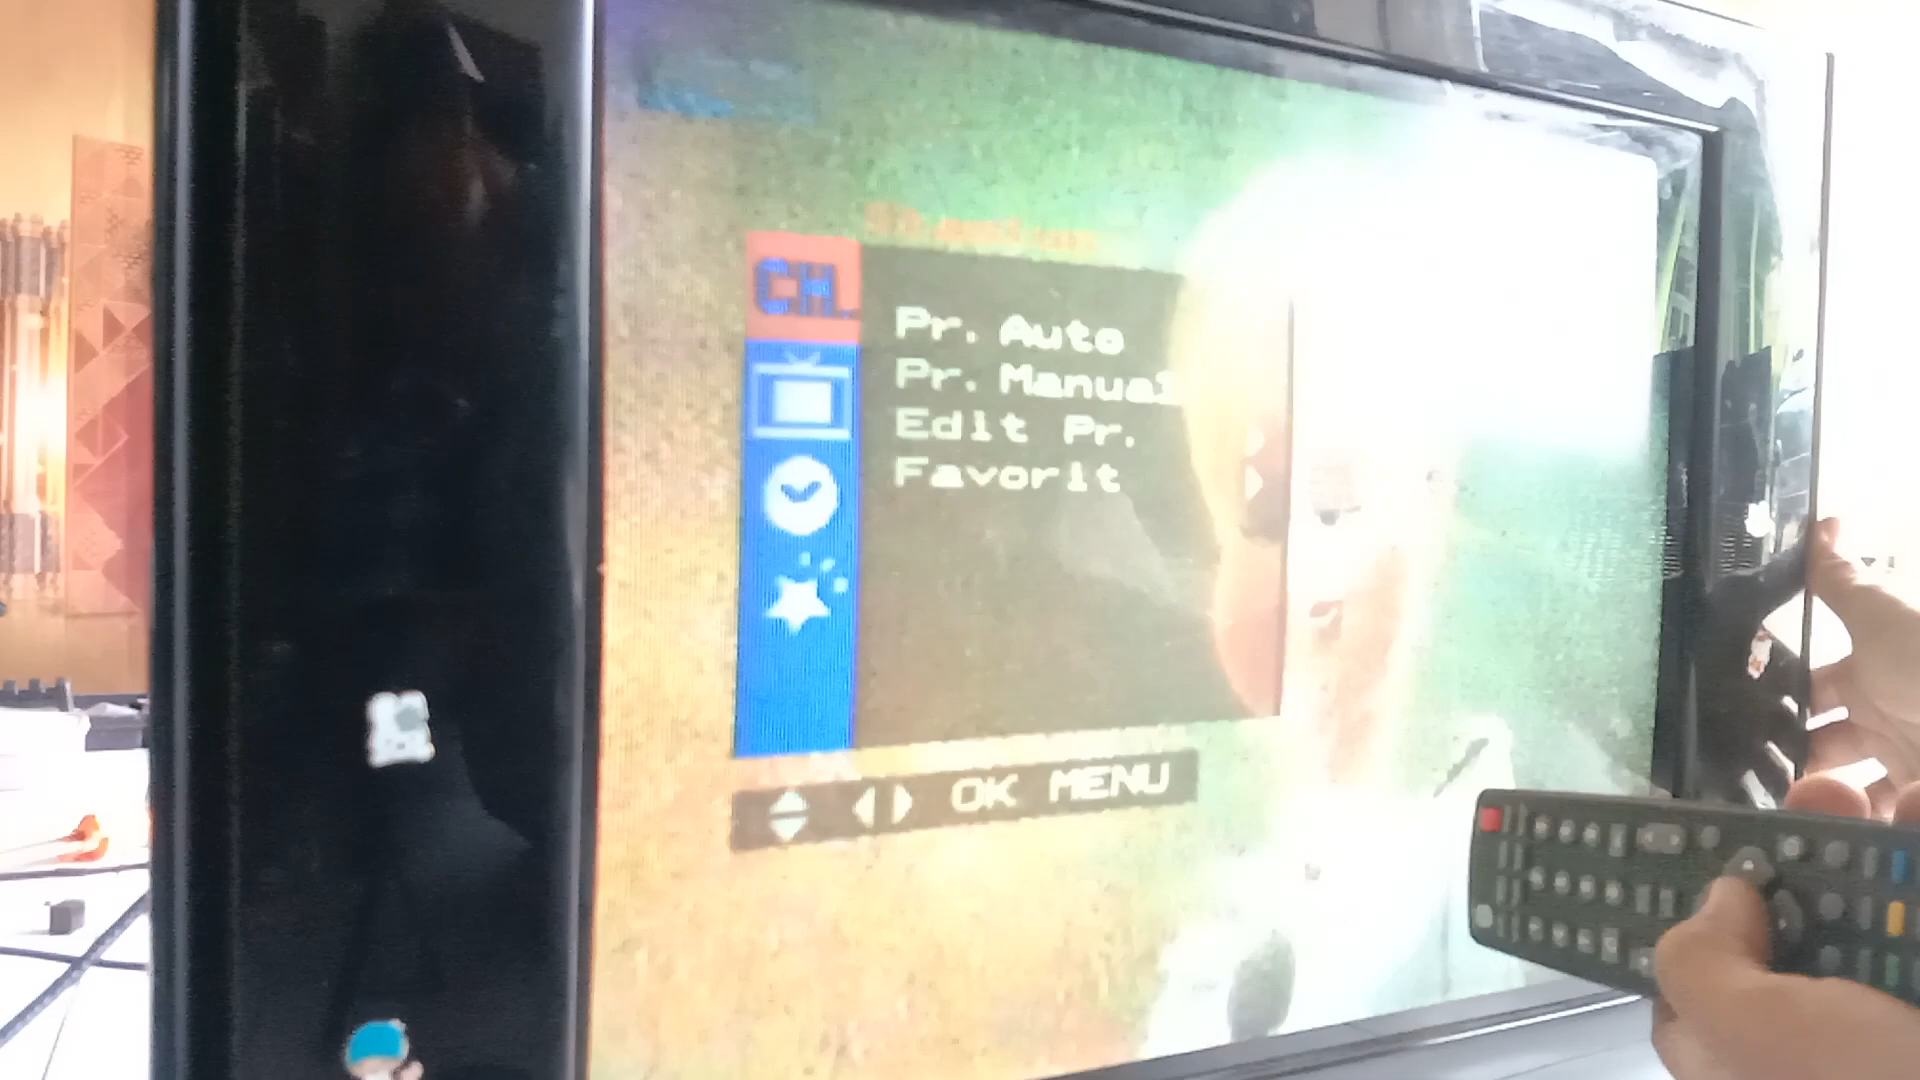 CH.
Pr. Auto
Pr. Manual
Edit Pr.
Favorit
OK MENU